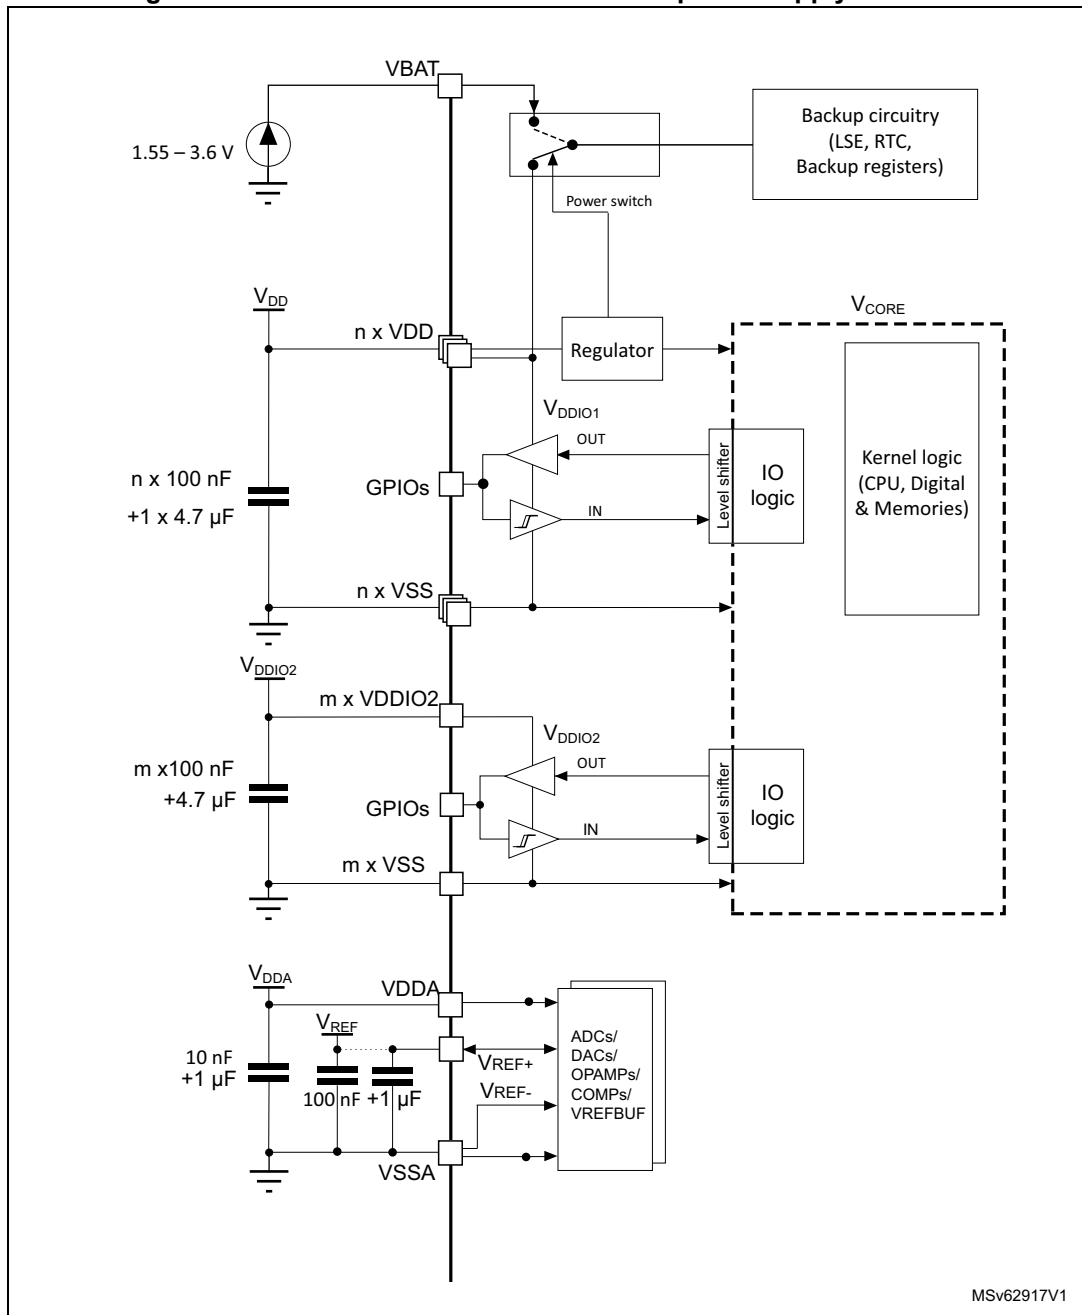 VBAT
Backup circuitry
(LSE, RTC,
Backup registers)
1.55 – 3.6 V
Power switch
VDD
n x VDD
Regulator
VCORE
VDDIO1
OUT
n x 100 nF
+1 x 4.7 µF
GPIOs
IN
Level shifter
IO
logic
Kernel logic
(CPU, Digital
& Memories)
n x VSS
VDDIO2
m x VDDIO2
VDDIO2
OUT
m x100 nF
+4.7 µF
GPIOs
IN
Level shifter
IO
logic
m x VSS
VDDA
VDDA
VREF
10 nF
+1 µF
100 nF
+1 µF
VREF+
VREF-
ADCs/
DACs/
OPAMPs/
COMPs/
VREFBUF
VSSA
MSv62917V1